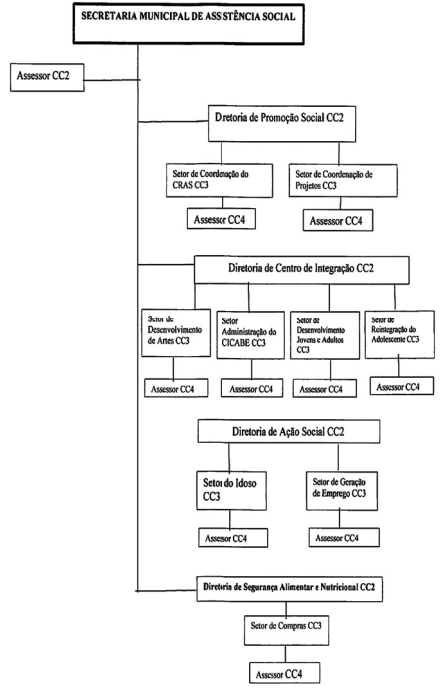 SECRETARIA MUNICIPAL DE ASSISTÊNCIA SOCIAL
Assessor CC2
Diretoria de Promoção Social CC2
Setor de Coordenação do
CRAS CC3
Setor de Coordenação de
Projetos CC3
Assessor CC4
Assessor CC4
Diretoria de Centro de Integração CC2
Setor de
Desenvolvimento
de Artes CC3
Setor
Administração do
CICABE CC3
Setor de
Desenvolvimento
Jovens e Adultos
CC3
Setor de
Reintegração do
Adolescente CC3
Assessor CC4
Assessor CC4
Assessor CC4
Assessor CC4
Diretoria de Ação Social CC2
Setor do Idoso
CC3
Setor de Geração
de Emprego CC3
Assessor CC4
Assessor CC4
Diretoria de Segurança Alimentar e Nutricional CC2
Setor de Compras CC3
Assessor CC4